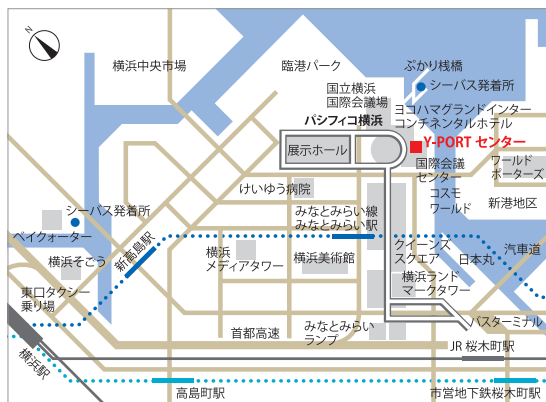 N
横浜中央市場
臨港パーク
ぷかり桟橋
シーバス発着所
国立横浜
国際会議場
ヨコハマグランドインター
コンチネンタルホテル
パシフィコ横浜
Y-PORT センター
展示ホール
国際会議
センター
ワールド
ポーターズ
けいゆう病院
コスモ
ワールド
新港地区
シーバス発着所
みなとみらい線
みなとみらい駅
ベイクォーター
新高島駅
横浜
メディアタワー
横浜美術館
クイーンズ
スクエア
日本丸
汽車道
横浜そごう
横浜ランド
マークタワー
東口タクシー
乗り場
首都高速
みなとみらい
ランプ
バスターミナル
横浜駅
JR 桜木町駅
高島町駅
市営地下鉄桜木町駅